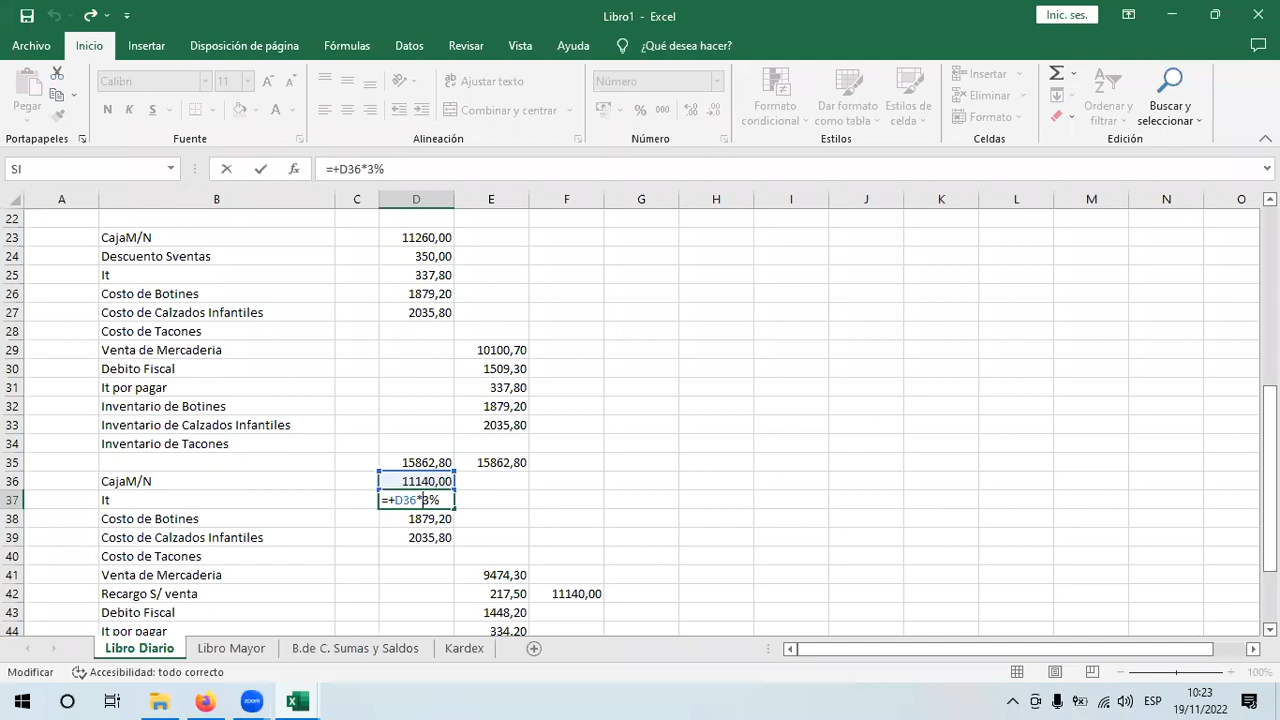 Libro1 - Excel
Inic. ses.
Archivo Inicio Insertar Disposición de página Fórmulas Datos Revisar Vista Ayuda ¿Qué desea hacer?
Pegar
Calibri 11
N K S
Ajustar texto
Combinar y centrar
Número
% 000
Formato condicional
Dar formato como tabla
Estilos de celda
Insertar
Eliminar
Formato
Ordenar y filtrar
Buscar y seleccionar
Portapapeles Fuente Alineación Número Estilos Celdas Edición
SI fx =+D36*3%
A B C D E F G H I J K L M N O
22
23 CajaM/N 11260,00
24 Descuento Sventas 350,00
25 It 337,80
26 Costo de Botines 1879,20
27 Costo de Calzados Infantiles 2035,80
28 Costo de Tacones
29 Venta de Mercaderia 10100,70
30 Debito Fiscal 1509,30
31 It por pagar 337,80
32 Inventario de Botines 1879,20
33 Inventario de Calzados Infantiles 2035,80
34 Inventario de Tacones
35 15862,80 15862,80
36 CajaM/N 11140,00
37 It =+D36*3%
38 Costo de Botines 1879,20
39 Costo de Calzados Infantiles 2035,80
40 Costo de Tacones
41 Venta de Mercaderia 9474,30
42 Recargo S/ venta 217,50 11140,00
43 Debito Fiscal 1448,20
44 It por pagar 334,20
Libro Diario Libro Mayor B.de C. Sumas y Saldos Kardex
Modificar Accesibilidad: todo correcto 100%
zoom ESP 10:23
19/11/2022